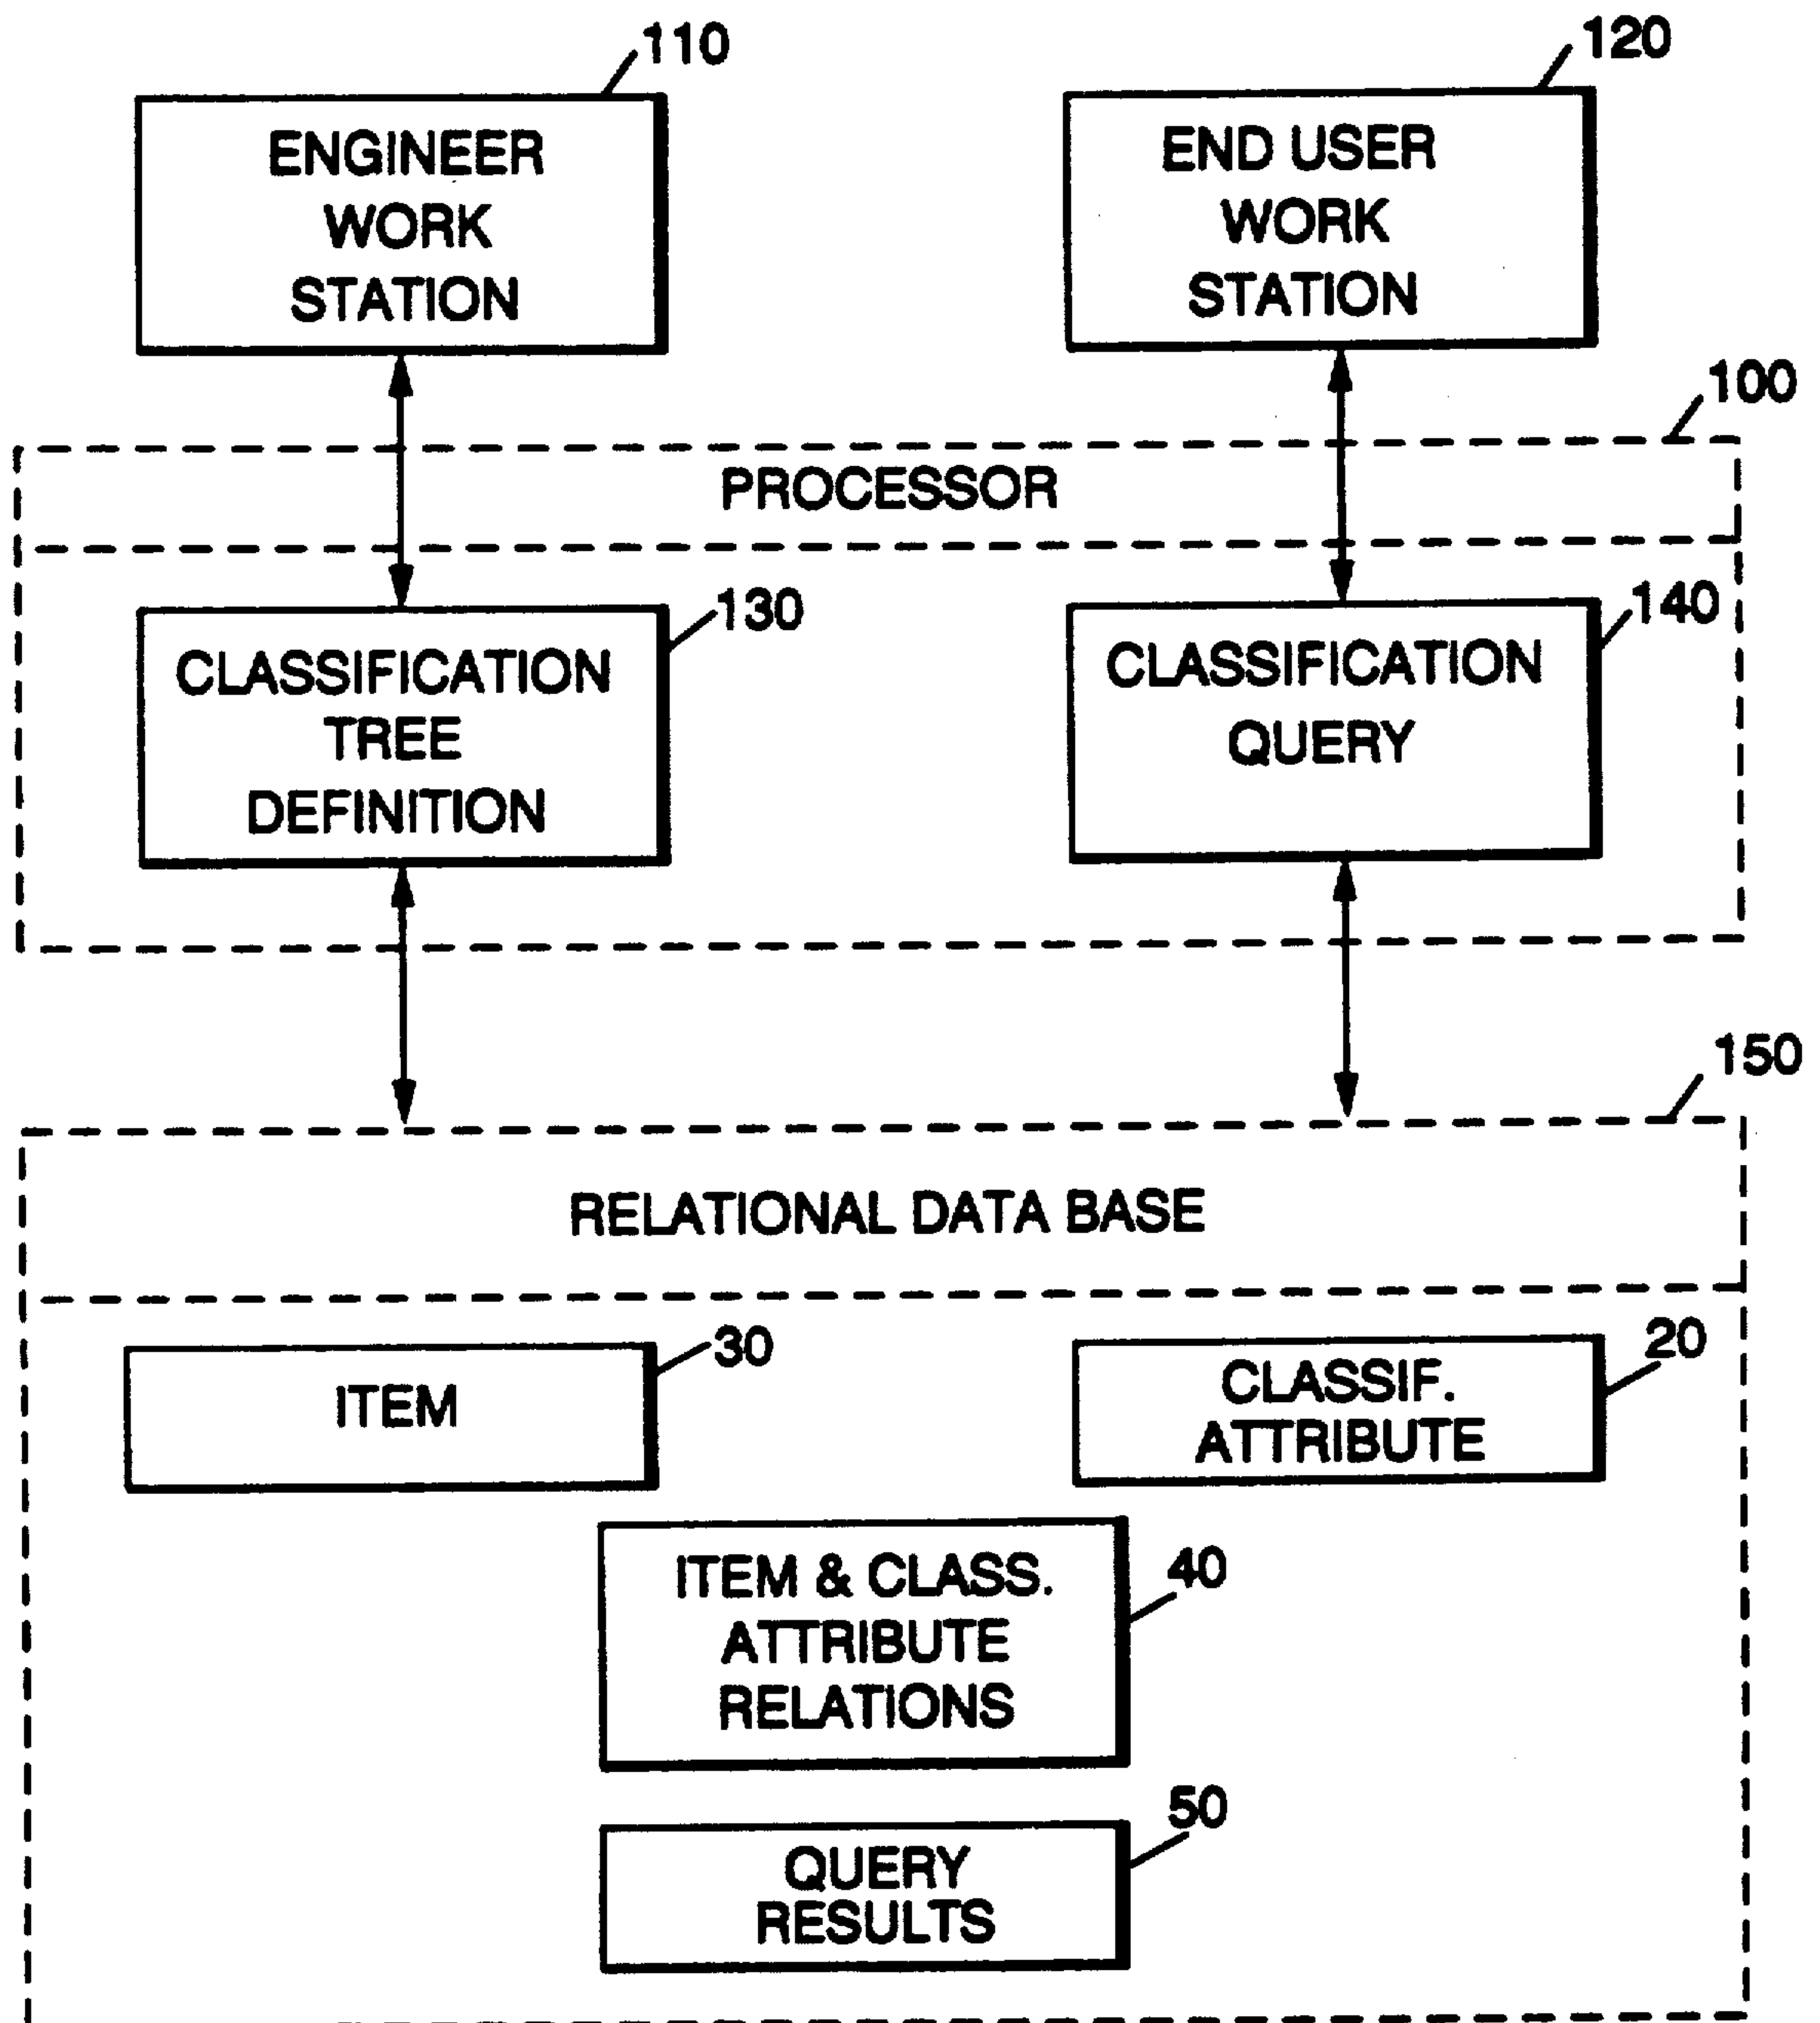 110
120
ENGINEER
WORK
STATION
END USER
WORK
STATION
100
PROCESSOR
130
140
CLASSIFICATION
TREE
DEFINITION
CLASSIFICATION
QUERY
150
RELATIONAL DATA BASE
30
20
ITEM
CLASSIF.
ATTRIBUTE
40
ITEM & CLASS.
ATTRIBUTE
RELATIONS
50
QUERY
RESULTS